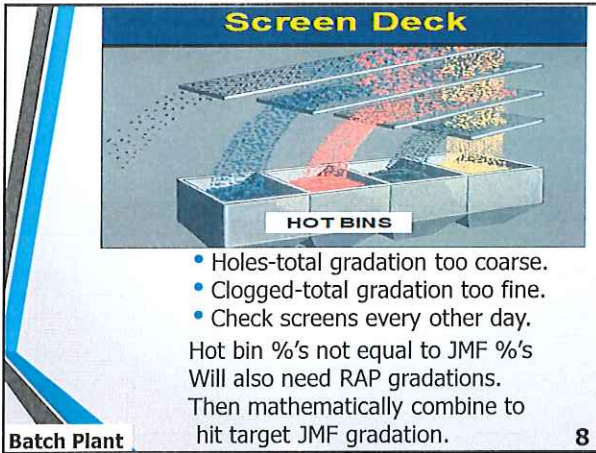 Screen Deck
HOT BINS
• Holes-total gradation too coarse.
• Clogged-total gradation too fine.
• Check screens every other day.
Hot bin %'s not equal to JMF %'s
Will also need RAP gradations.
Then mathematically combine to
hit target JMF gradation.
Batch Plant
8